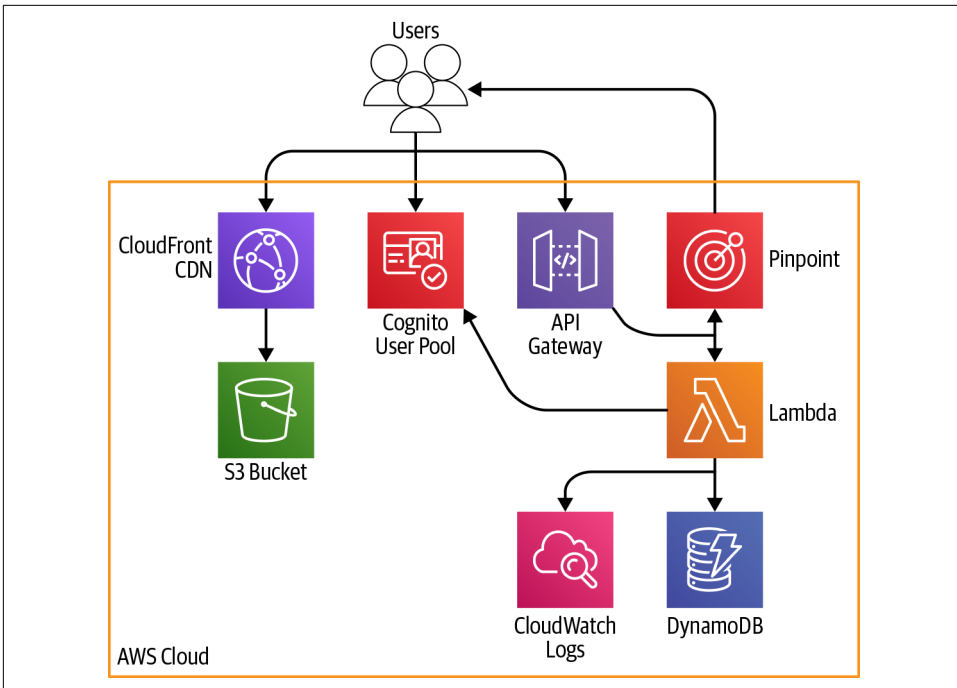 Users
CloudFront
CDN
Cognito
User Pool
API
Gateway
Pinpoint
S3 Bucket
Lambda
CloudWatch
Logs
DynamoDB
AWS Cloud